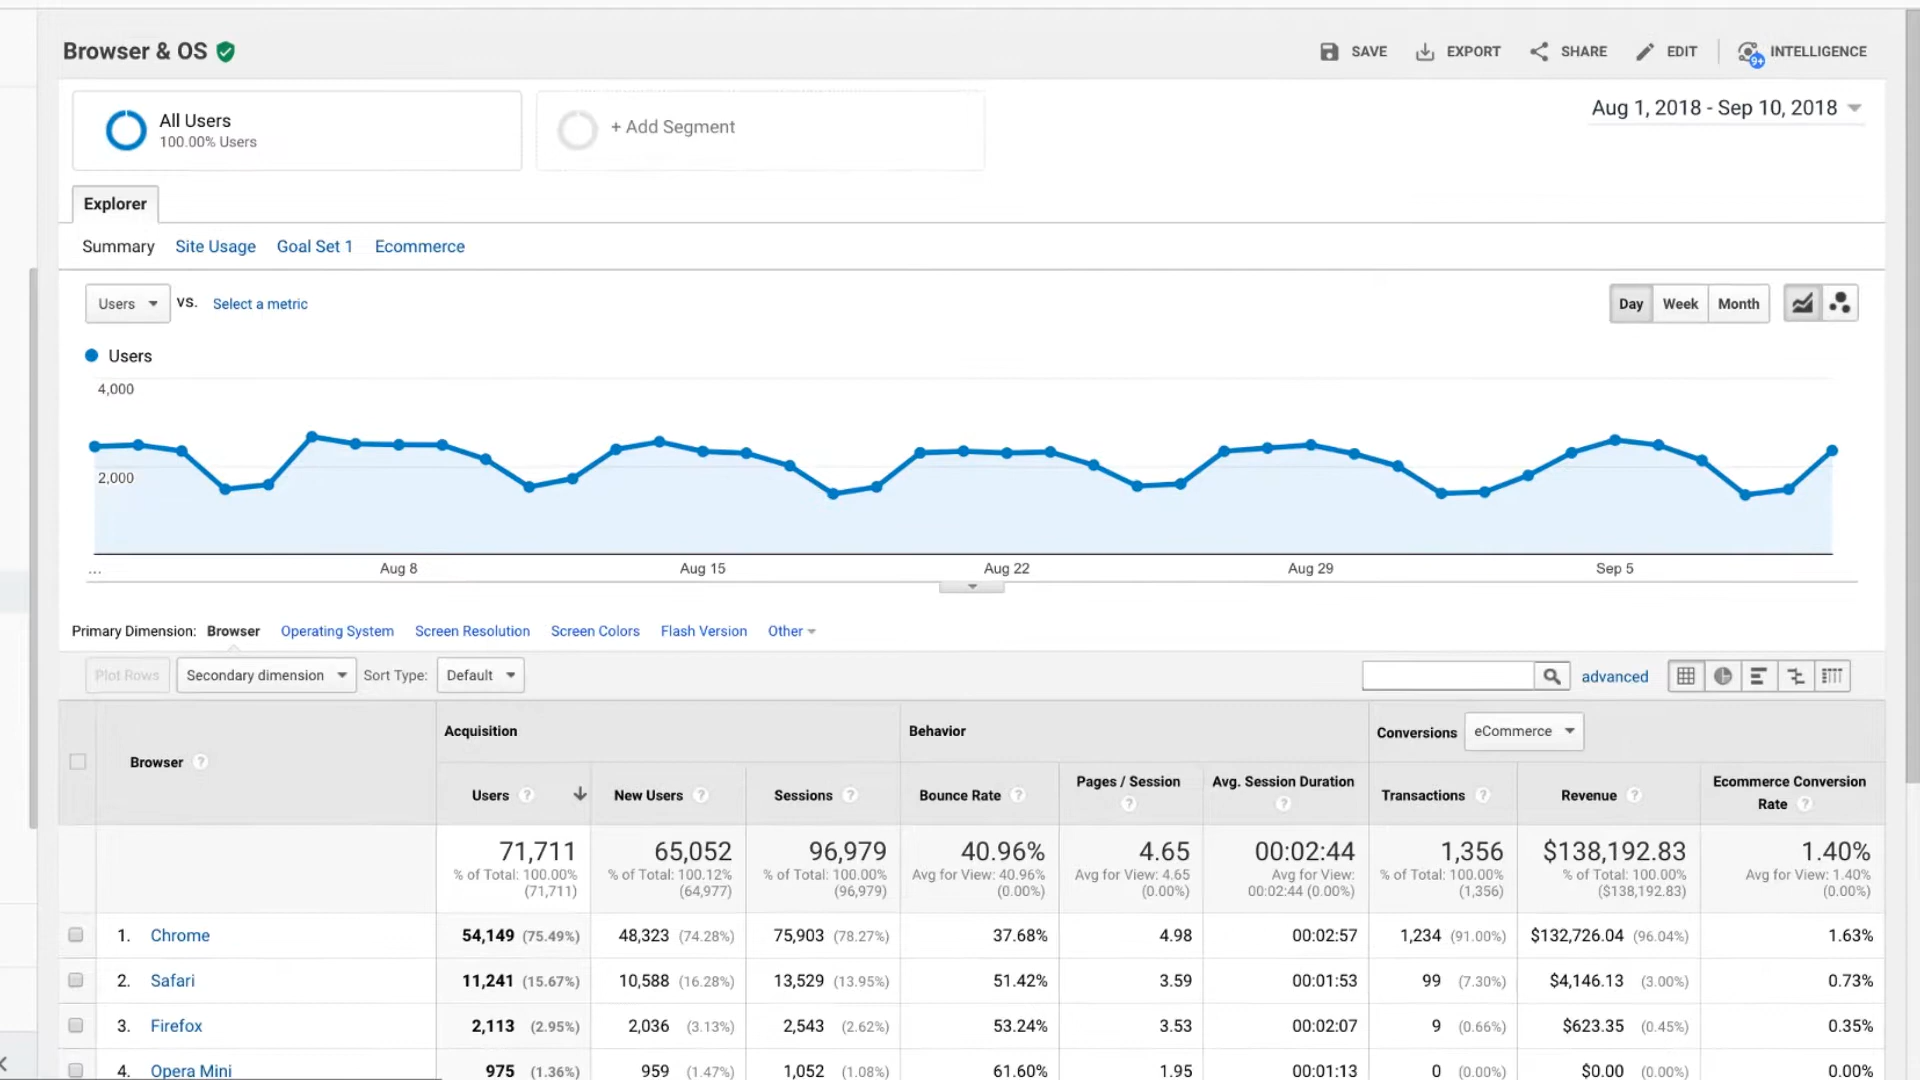 Browser & OS
SAVE
EXPORT
SHARE
EDIT
9+
INTELLIGENCE
All Users
100.00% Users
+ Add Segment
Aug 1, 2018 - Sep 10, 2018
Explorer
Summary Site Usage Goal Set 1 Ecommerce
Users VS. Select a metric
Day Week Month
Users
4,000
2,000
... Aug 8 Aug 15 Aug 22 Aug 29 Sep 5
Primary Dimension: Browser Operating System Screen Resolution Screen Colors Flash Version Other
Plot Rows Secondary dimension Sort Type: Default advanced
Acquisition Behavior Conversions eCommerce
Browser ?
Users ? New Users ? Sessions ? Bounce Rate ? Pages / Session ? Avg. Session Duration ? Transactions ? Revenue ? Ecommerce Conversion Rate ?
71,711 65,052 96,979 40.96% 4.65 00:02:44 1,356 $138,192.83 1.40%
% of Total: 100.00% % of Total: 100.12% % of Total: 100.00% Avg for View: 40.96% Avg for View: 4.65 Avg for View: % of Total: 100.00% % of Total: 100.00% Avg for View: 1.40%
(71,711) (64,977) (96,979) (0.00%) (0.00%) 00:02:44 (0.00%) (1,356) ($138,192.83) (0.00%)
1. Chrome 54,149 (75.49%) 48,323 (74.28%) 75,903 (78.27%) 37.68% 4.98 00:02:57 1,234 (91.00%) $132,726.04 (96.04%) 1.63%
2. Safari 11,241 (15.67%) 10,588 (16.28%) 13,529 (13.95%) 51.42% 3.59 00:01:53 99 (7.30%) $4,146.13 (3.00%) 0.73%
3. Firefox 2,113 (2.95%) 2,036 (3.13%) 2,543 (2.62%) 53.24% 3.53 00:02:07 9 (0.66%) $623.35 (0.45%) 0.35%
4. Opera Mini 975 (1.36%) 959 (1.47%) 1,052 (1.08%) 61.60% 1.95 00:01:13 0 (0.00%) $0.00 (0.00%) 0.00%